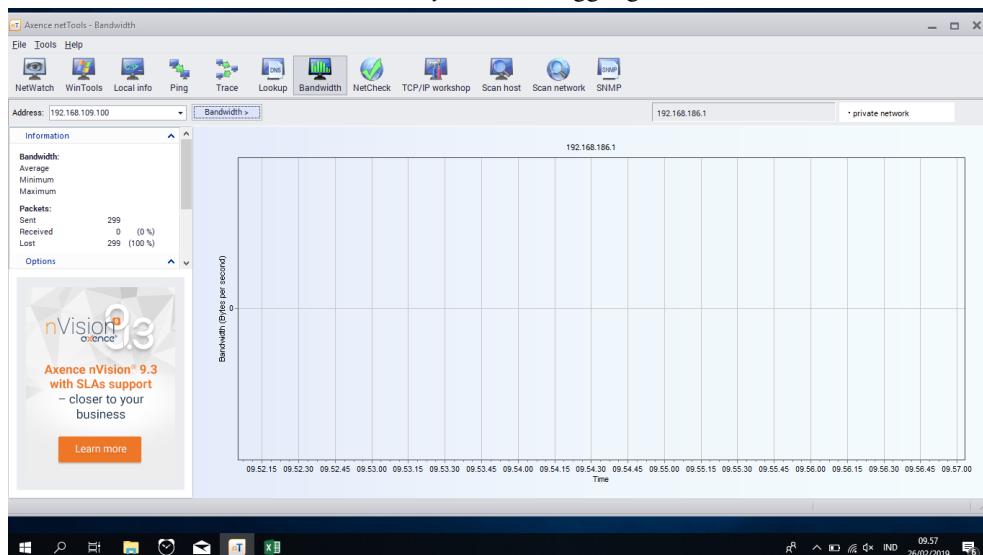 Axence netTools - Bandwidth
File Tools Help
NetWatch WinTools Local info Ping Trace Lookup Bandwidth NetCheck TCP/IP workshop Scan host Scan network SNMP
Address: 192.168.109.100 Bandwidth > 192.168.186.1 • private network
Information
Bandwidth:
Average
Minimum
Maximum
Packets:
Sent 299
Received 0 (0 %)
Lost 299 (100 %)
Options
nVision 9.3
axence
Axence nVision® 9.3
with SLAs support
– closer to your
business
Learn more
192.168.186.1
Bandwidth (Bytes per second)
0
09.52.15 09.52.30 09.52.45 09.53.00 09.53.15 09.53.30 09.53.45 09.54.00 09.54.15 09.54.30 09.54.45 09.55.00 09.55.15 09.55.30 09.55.45 09.56.00 09.56.15 09.56.30 09.56.45 09.57.00
Time
IND
09.57
26/02/2019